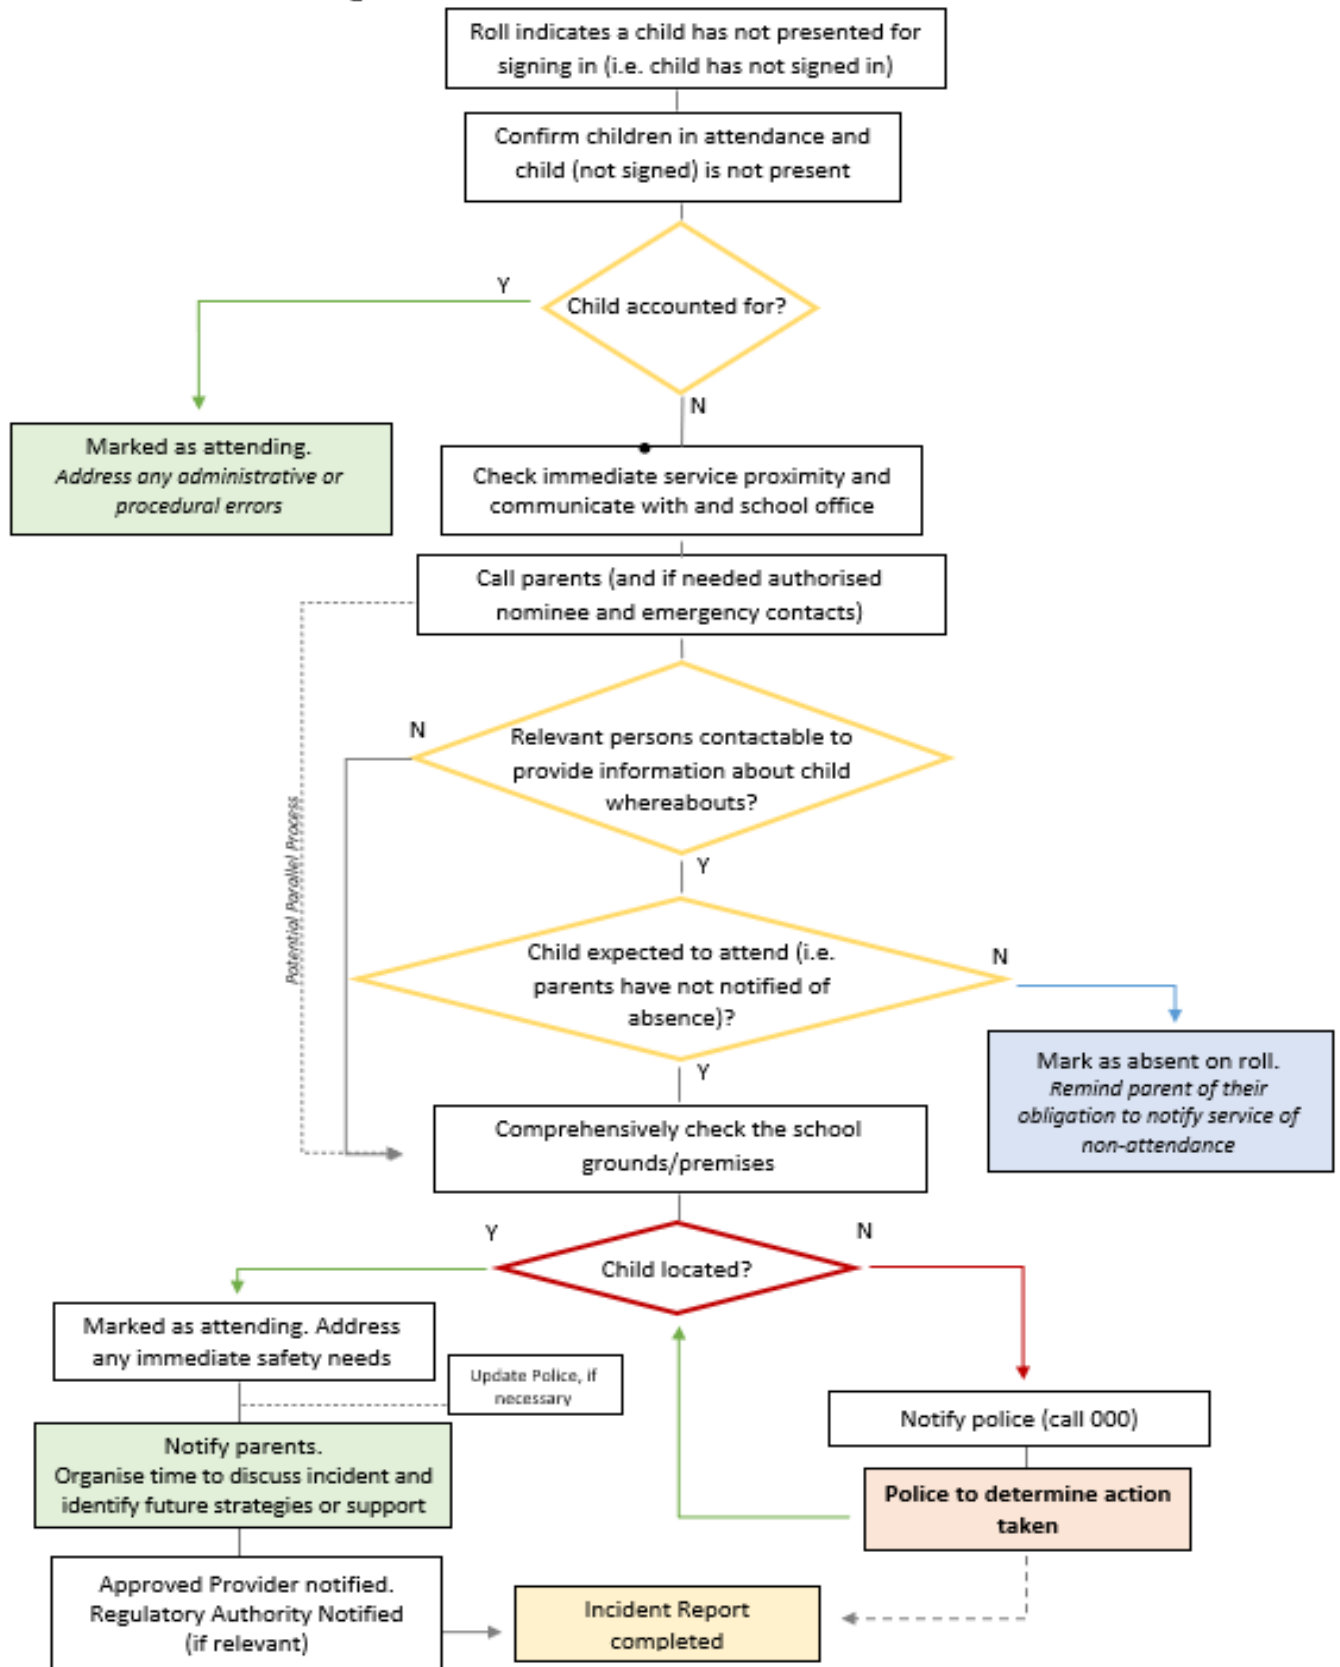 Roll indicates a child has not presented for
signing in (i.e. child has not signed in)
Confirm children in attendance and
child (not signed) is not present
Y
Child accounted for?
N
Marked as attending.
Address any administrative or
procedural errors
Check immediate service proximity and
communicate with and school office
Call parents (and if needed authorised
nominee and emergency contacts)
N
Relevant persons contactable to
provide information about child
whereabouts?
Potential Parallel Process
Y
Child expected to attend (i.e.
parents have not notified of
absence)?
N
Y
Mark as absent on roll.
Remind parent of their
obligation to notify service of
non-attendance
Comprehensively check the school
grounds/premises
Y
N
Child located?
Marked as attending. Address
any immediate safety needs
Update Police, if
necessary
Notify police (call 000)
Notify parents.
Organise time to discuss incident and
identify future strategies or support
Police to determine action
taken
Approved Provider notified.
Regulatory Authority Notified
(if relevant)
Incident Report
completed